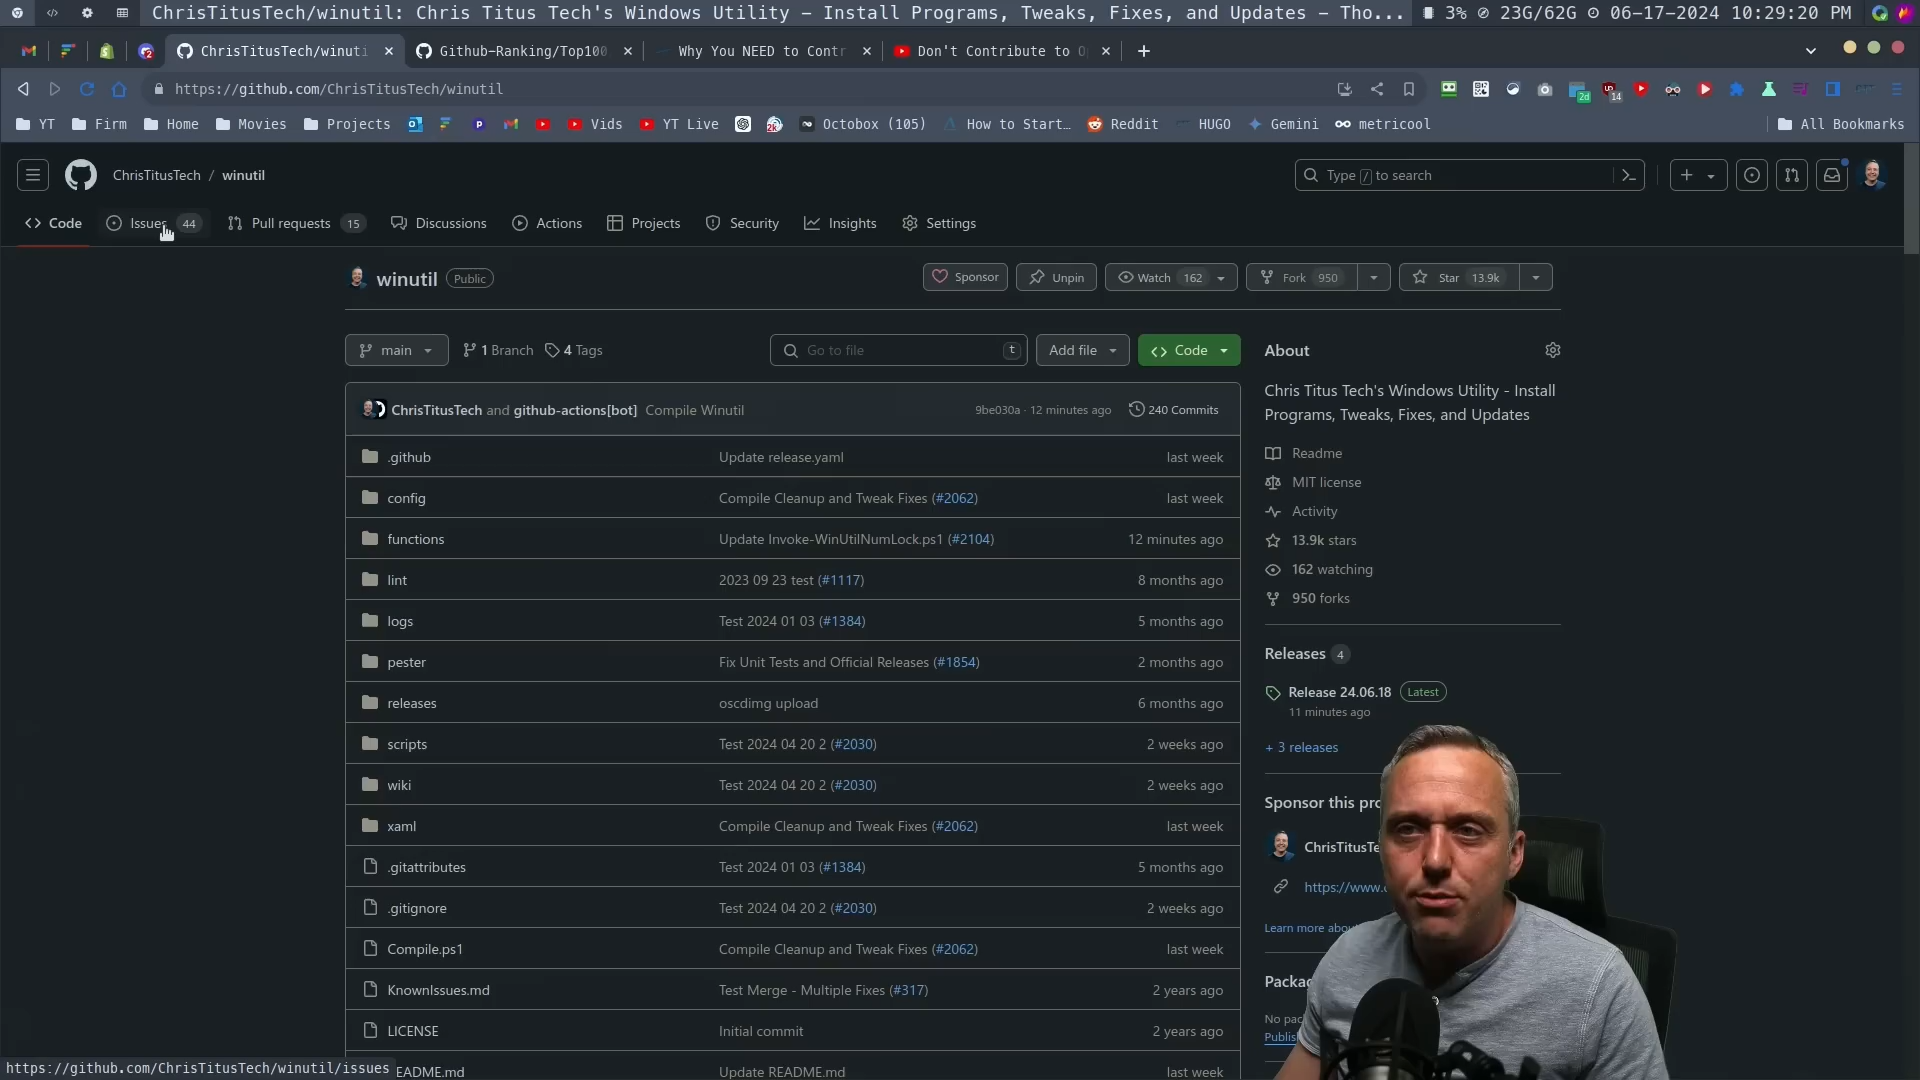 ChrisTitusTech/winutil: Chris Titus Tech's Windows Utility - Install Programs, Tweaks, Fixes, and Updates - Tho... 3% 23G/62G 06-17-2024 10:29:20 PM
ChrisTitusTech/winuti Github-Ranking/Top100 Why You NEED to Contr Don't Contribute to O
https://github.com/ChrisTitusTech/winutil 2d 14
YT Firm Home Movies Projects Vids YT Live Octobox (105) How to Start… Reddit HUGO Gemini metricool All Bookmarks
ChrisTitusTech / winutil Type / to search
Code Issues 44 Pull requests 15 Discussions Actions Projects Security Insights Settings
winutil Public Sponsor Unpin Watch 162 Fork 950 Star 13.9k
main 1 Branch 4 Tags Go to file t Add file Code
ChrisTitusTech and github-actions[bot] Compile Winutil 9be030a · 12 minutes ago 240 Commits
.github Update release.yaml last week
config Compile Cleanup and Tweak Fixes (#2062) last week
functions Update Invoke-WinUtilNumLock.ps1 (#2104) 12 minutes ago
lint 2023 09 23 test (#1117) 8 months ago
logs Test 2024 01 03 (#1384) 5 months ago
pester Fix Unit Tests and Official Releases (#1854) 2 months ago
releases oscdimg upload 6 months ago
scripts Test 2024 04 20 2 (#2030) 2 weeks ago
wiki Test 2024 04 20 2 (#2030) 2 weeks ago
xaml Compile Cleanup and Tweak Fixes (#2062) last week
.gitattributes Test 2024 01 03 (#1384) 5 months ago
.gitignore Test 2024 04 20 2 (#2030) 2 weeks ago
Compile.ps1 Compile Cleanup and Tweak Fixes (#2062) last week
KnownIssues.md Test Merge - Multiple Fixes (#317) 2 years ago
LICENSE Initial commit 2 years ago
EADME.md Update README.md last week
About
Chris Titus Tech's Windows Utility - Install
Programs, Tweaks, Fixes, and Updates
Readme
MIT license
Activity
13.9k stars
162 watching
950 forks
Releases 4
Release 24.06.18 Latest
11 minutes ago
+ 3 releases
Sponsor this pro
ChrisTitusTe
https://www.
Learn more abou
Packa
No pac
Publis
https://github.com/ChrisTitusTech/winutil/issues